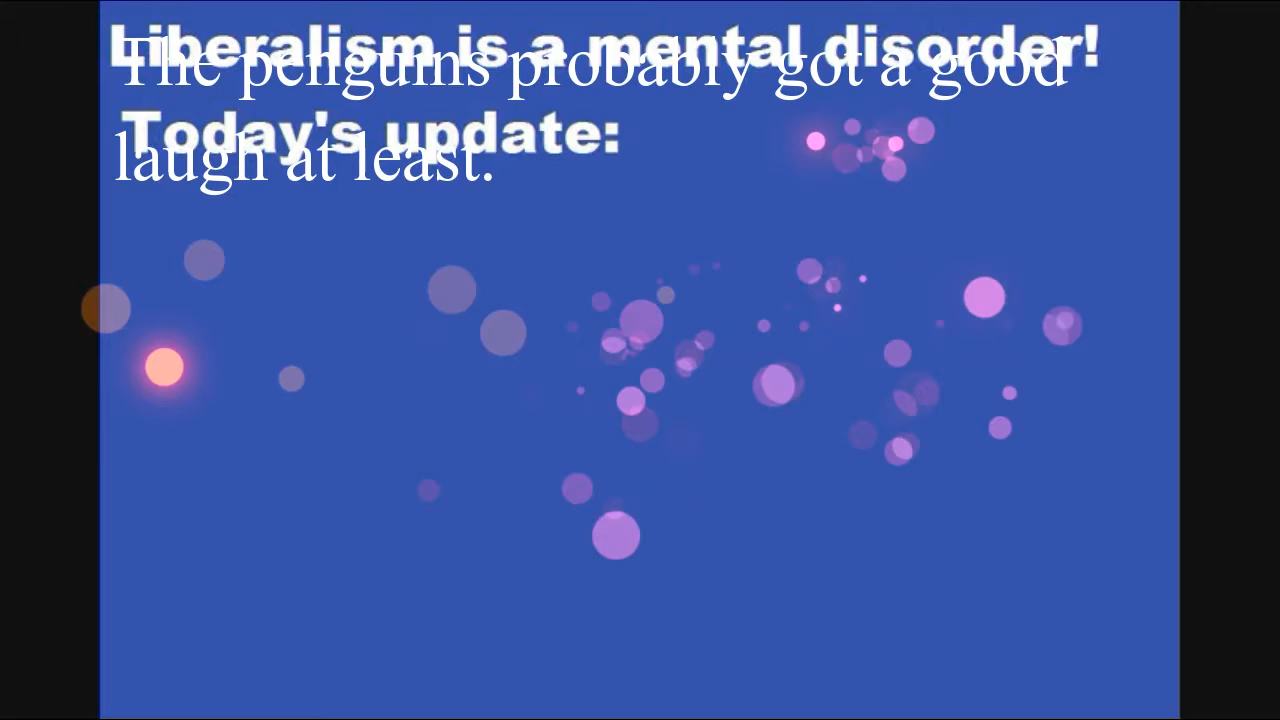 Liberalism is a mental disorder!
The penguins probably got a good
Today's update:
laugh at least.